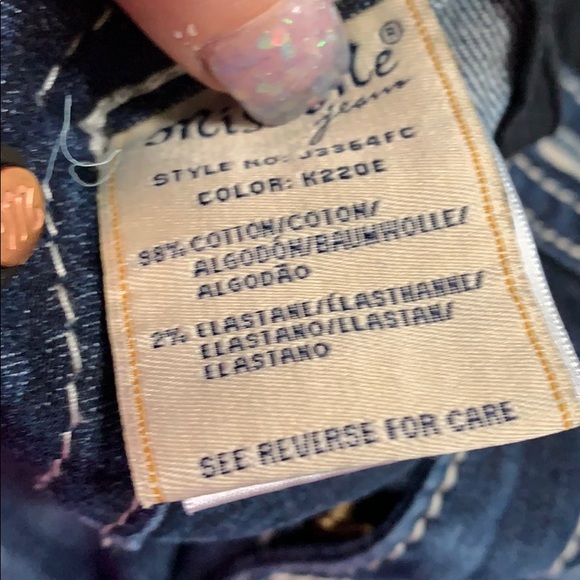 Jeans
STYLE NO: J3364FC
COLOR: K220E
98% COTTON/COTON/
ALGODÓN/BAUMWOLLE/
ALGODÃO
2% ELASTANE/ÉLASTHANNE/
ELASTANO/ELASTAN/
ELASTANO
SEE REVERSE FOR CARE